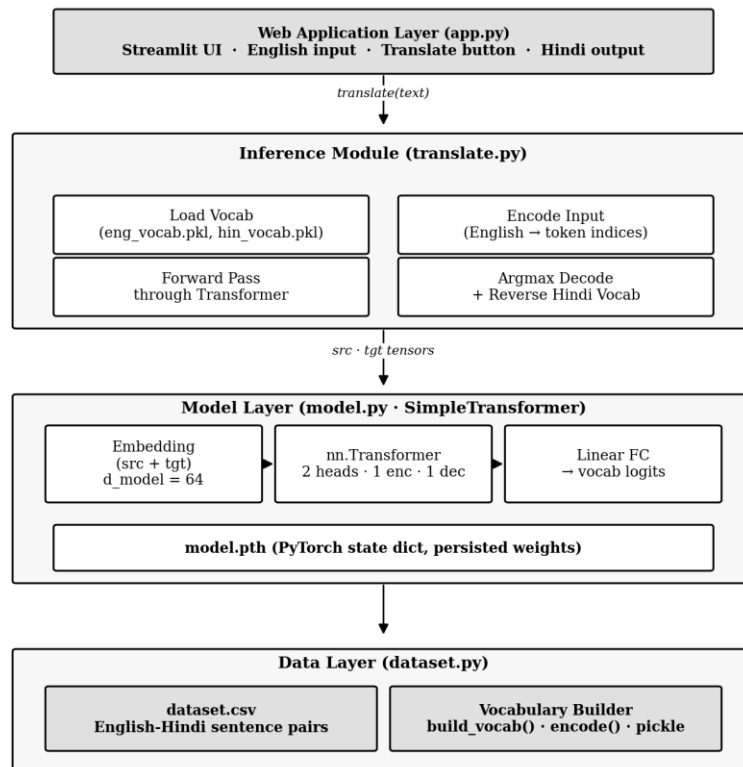 Web Application Layer (app.py)
Streamlit UI · English input · Translate button · Hindi output
translate(text)
Inference Module (translate.py)
Load Vocab
(eng_vocab.pkl, hin_vocab.pkl)
Encode Input
(English → token indices)
Forward Pass
through Transformer
Argmax Decode
+ Reverse Hindi Vocab
src · tgt tensors
Model Layer (model.py · SimpleTransformer)
Embedding
(src + tgt)
d_model = 64
nn.Transformer
2 heads · 1 enc · 1 dec
Linear FC
→ vocab logits
model.pth (PyTorch state dict, persisted weights)
Data Layer (dataset.py)
dataset.csv
English-Hindi sentence pairs
Vocabulary Builder
build_vocab() · encode() · pickle